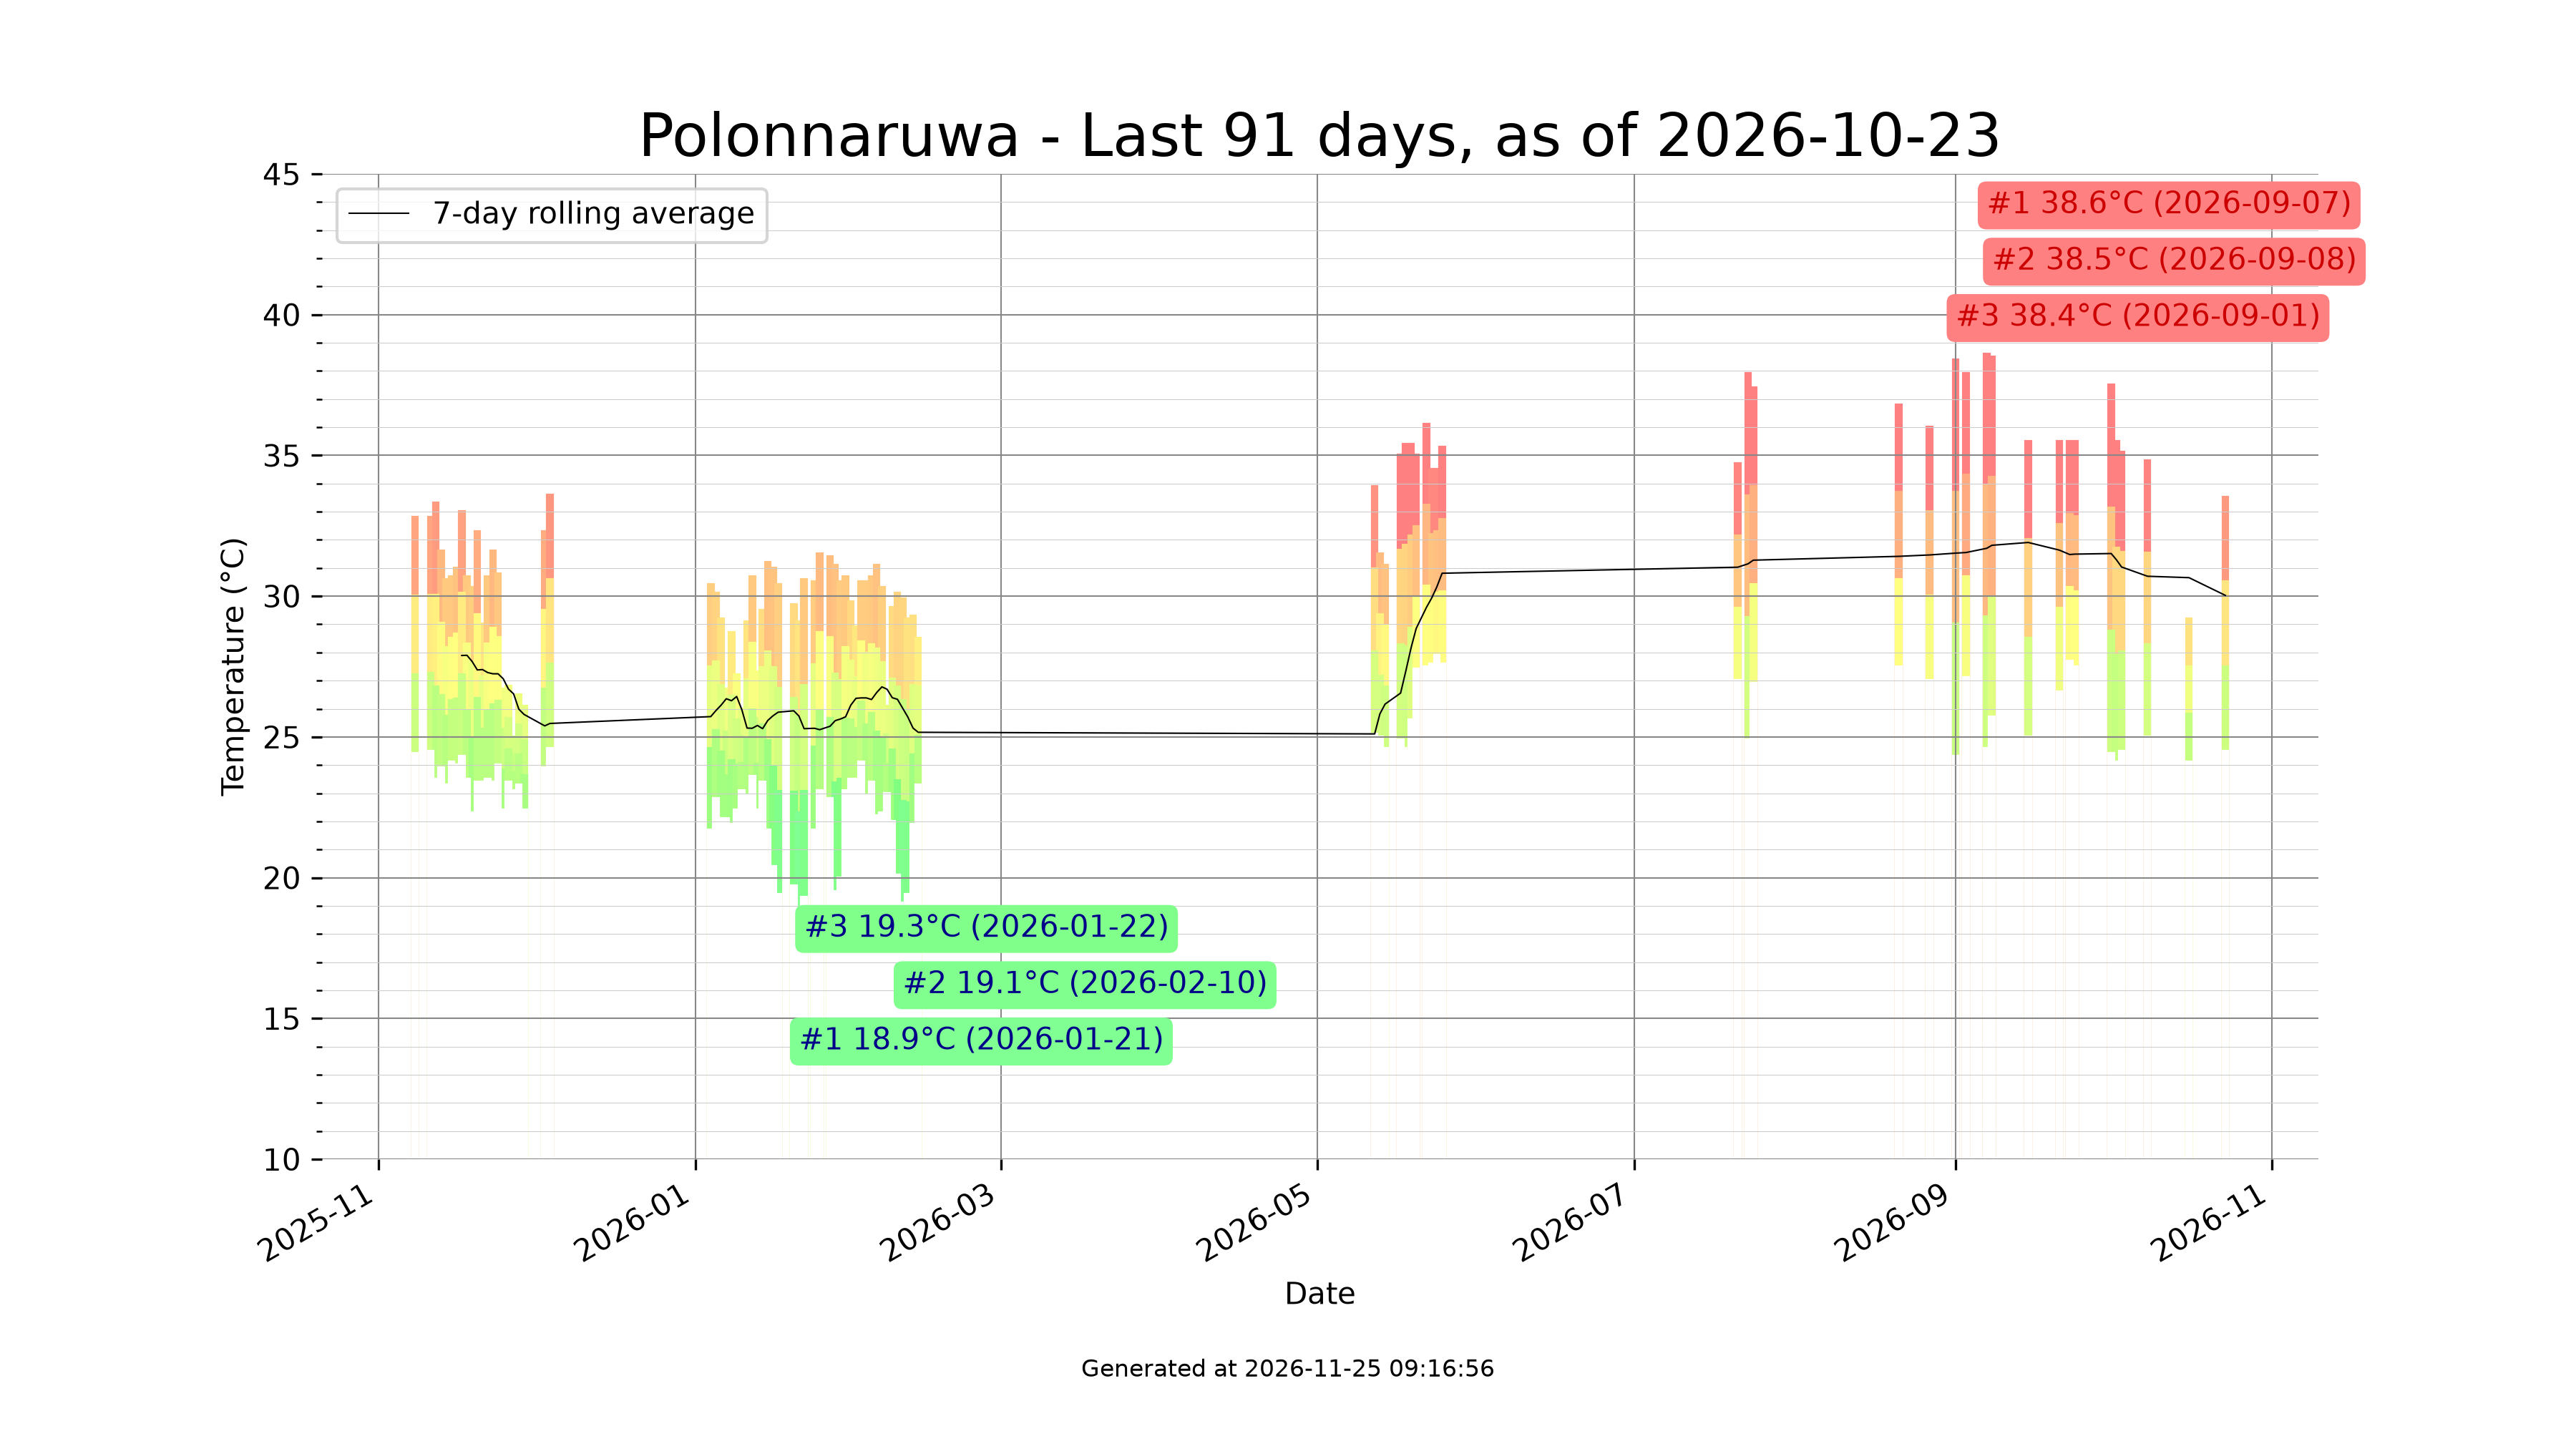 Polonnaruwa - Last 91 days, as of 2026-10-23
7-day rolling average
#1 38.6°C (2026-09-07)
#2 38.5°C (2026-09-08)
#3 38.4°C (2026-09-01)
45
40
35
30
25
20
15
10
Temperature (°C)
#3 19.3°C (2026-01-22)
#2 19.1°C (2026-02-10)
#1 18.9°C (2026-01-21)
2025-11
2026-01
2026-03
2026-05
2026-07
2026-09
2026-11
Date
Generated at 2026-11-25 09:16:56